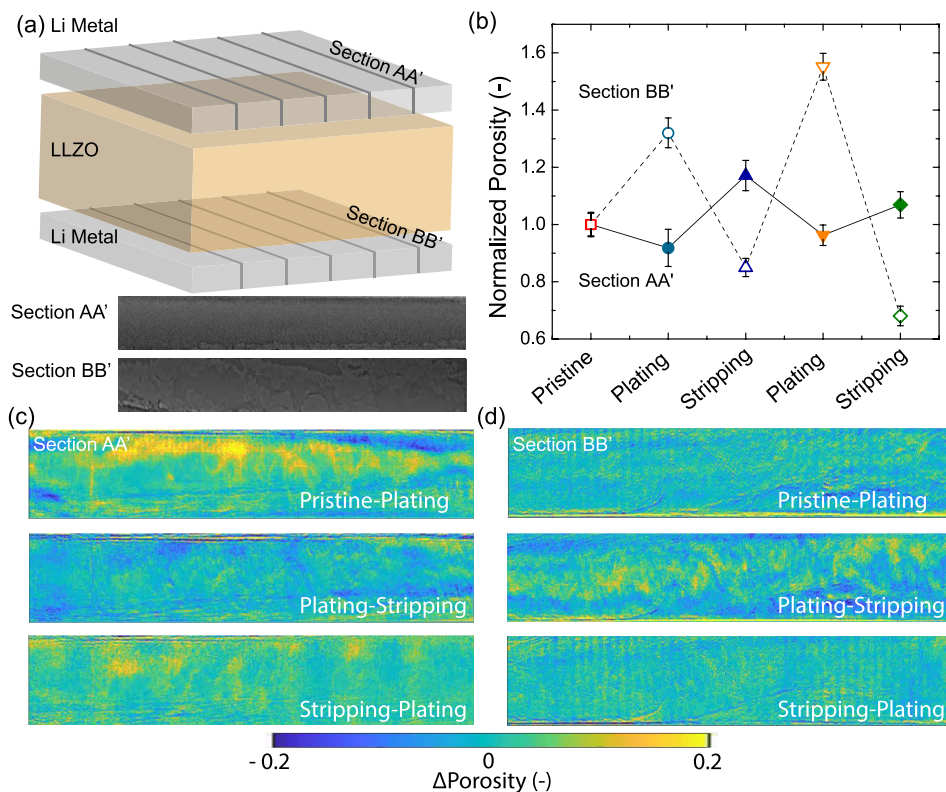 (a)
Li Metal
Section AA'
LLZO
Section BB'
Li Metal
Section AA'
Section BB'
(b)
Normalized Porosity (-)
1.6
1.4
1.2
1.0
0.8
0.6
Section BB'
Section AA'
Pristine
Plating
Stripping
Plating
Stripping
(c)
Section AA'
Pristine-Plating
Plating-Stripping
Stripping-Plating
(d)
Section BB'
Pristine-Plating
Plating-Stripping
Stripping-Plating
- 0.2
0
0.2
ΔPorosity (-)